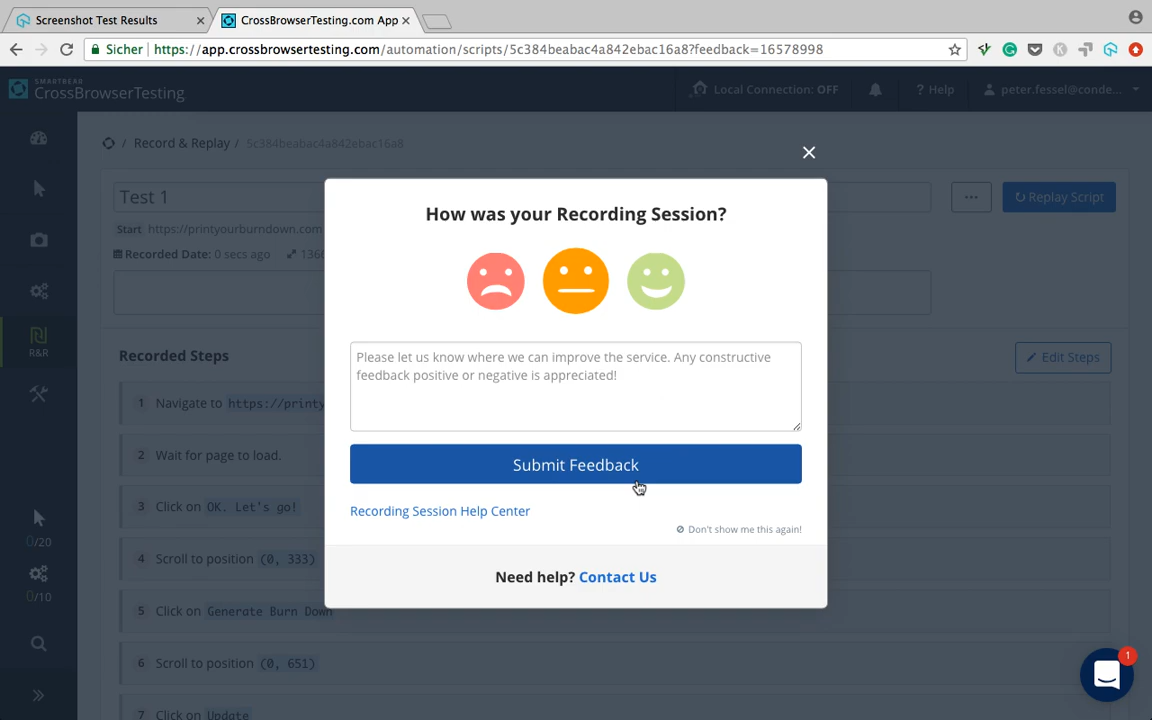 Screenshot Test Results
CrossBrowserTesting.com App
Sicher https://app.crossbrowsertesting.com/automation/scripts/5c384beabac4a842ebac16a8?feedback=16578998
SMARTBEAR
CrossBrowserTesting
Local Connection: OFF
? Help
peter.fessel@conde...
/ Record & Replay / 5c384beabac4a842ebac16a8
Test 1
... Replay Script
Start https://printyourburndown.com
Recorded Date: 0 secs ago
How was your Recording Session?
Please let us know where we can improve the service. Any constructive
feedback positive or negative is appreciated!
Submit Feedback
Recording Session Help Center
Don't show me this again!
Need help? Contact Us
R&R
0/20
0/10
Recorded Steps
Edit Steps
1 Navigate to https://printy
2 Wait for page to load.
3 Click on OK. Let's go!
4 Scroll to position (0, 333)
5 Click on Generate Burn Down
6 Scroll to position (0, 651)
7 Click on Update
1